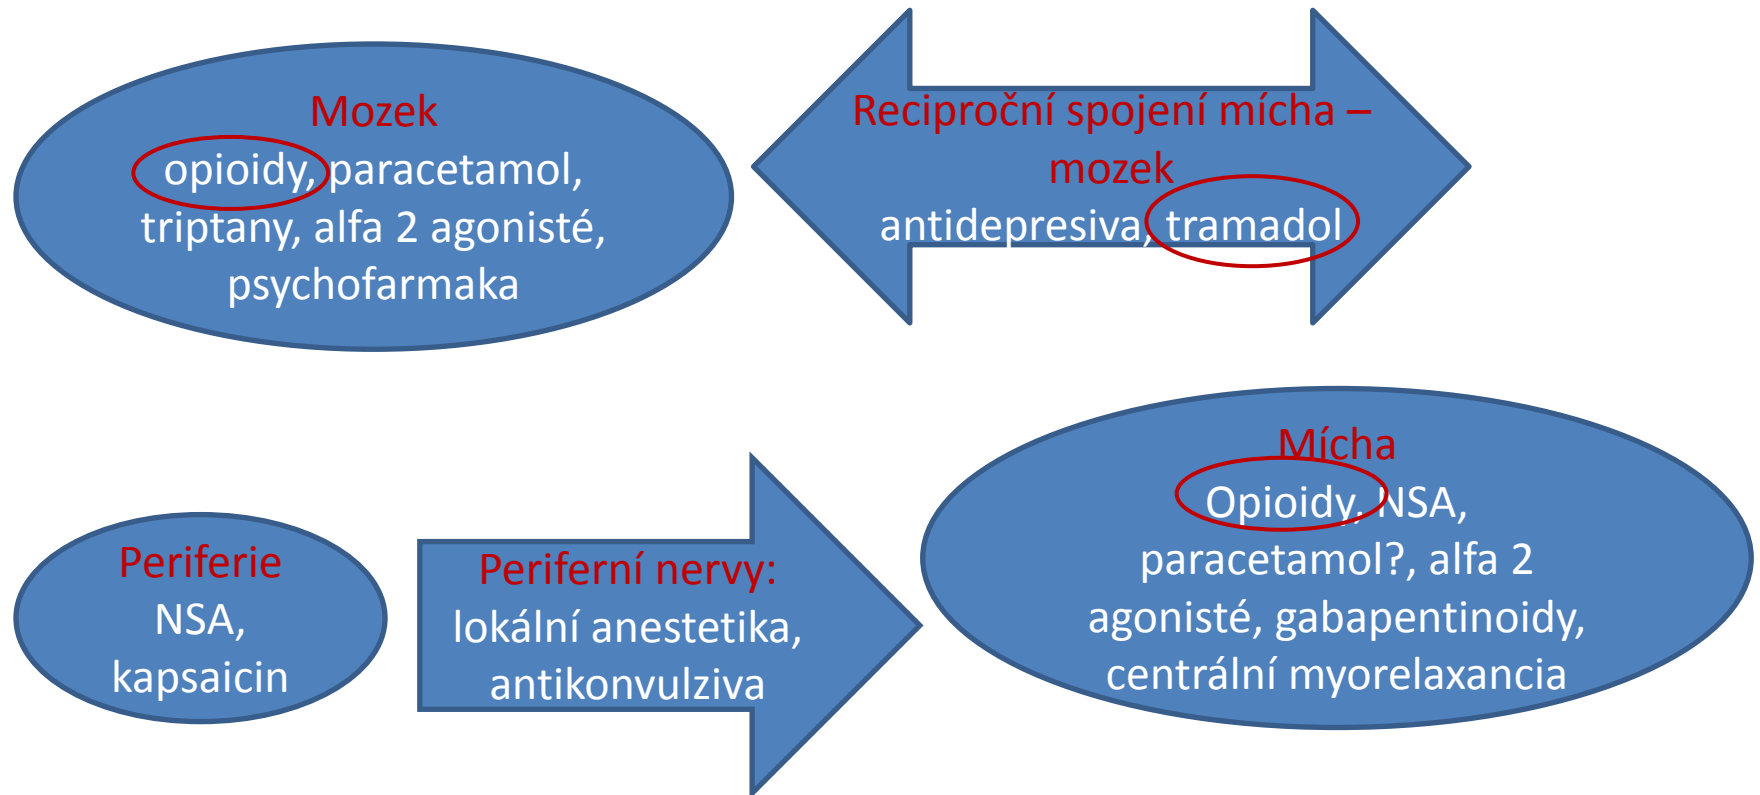 Mozek
opioidy, paracetamol,
triptany, alfa 2 agonisté,
psychofarmaka
Reciproční spojení mícha –
mozek
antidepresiva, tramadol
Periferie
NSA,
kapsaicin
Periferní nervy:
lokální anestetika,
antikonvulziva
Mícha
Opioidy, NSA,
paracetamol?, alfa 2
agonisté, gabapentinoidy,
centrální myorelaxancia